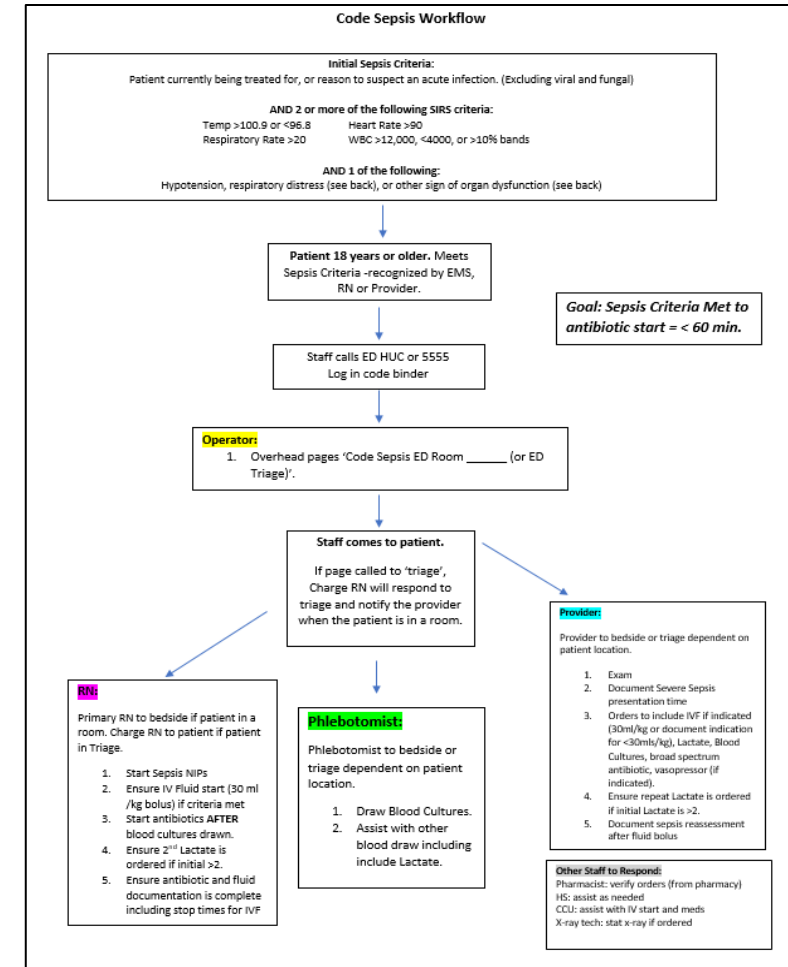 Code Sepsis Workflow
Initial Sepsis Criteria:
Patient currently being treated for, or reason to suspect an acute infection. (Excluding viral and fungal)
AND 2 or more of the following SIRS criteria:
Temp >100.9 or <96.8 Heart Rate >90
Respiratory Rate >20 WBC >12,000, <4000, or >10% bands
AND 1 of the following:
Hypotension, respiratory distress (see back), or other sign of organ dysfunction (see back)
Patient 18 years or older. Meets
Sepsis Criteria -recognized by EMS,
RN or Provider.
Goal: Sepsis Criteria Met to
antibiotic start = < 60 min.
Staff calls ED HUC or 5555
Log in code binder
Operator:
1. Overhead pages ‘Code Sepsis ED Room ______ (or ED
Triage)’.
Staff comes to patient.
If page called to ‘triage’,
Charge RN will respond to
triage and notify the provider
when the patient is in a room.
RN:
Primary RN to bedside if patient in a
room. Charge RN to patient if patient
in Triage.
1. Start Sepsis NIPs
2. Ensure IV Fluid start (30 ml
/kg bolus) if criteria met
3. Start antibiotics AFTER
blood cultures drawn.
4. Ensure 2nd Lactate is
ordered if initial >2.
5. Ensure antibiotic and fluid
documentation is complete
including stop times for IVF
Phlebotomist:
Phlebotomist to bedside or
triage dependent on patient
location.
1. Draw Blood Cultures.
2. Assist with other
blood draw including
include Lactate.
Provider:
Provider to bedside or triage dependent on
patient location.
1. Exam
2. Document Severe Sepsis
presentation time
3. Orders to include IVF if indicated
(30ml/kg or document indication
for <30mls/kg), Lactate, Blood
Cultures, broad spectrum
antibiotic, vasopressor (if
indicated).
4. Ensure repeat Lactate is ordered
if initial Lactate is >2.
5. Document sepsis reassessment
after fluid bolus
Other Staff to Respond:
Pharmacist: verify orders (from pharmacy)
HS: assist as needed
CCU: assist with IV start and meds
X-ray tech: stat x-ray if ordered